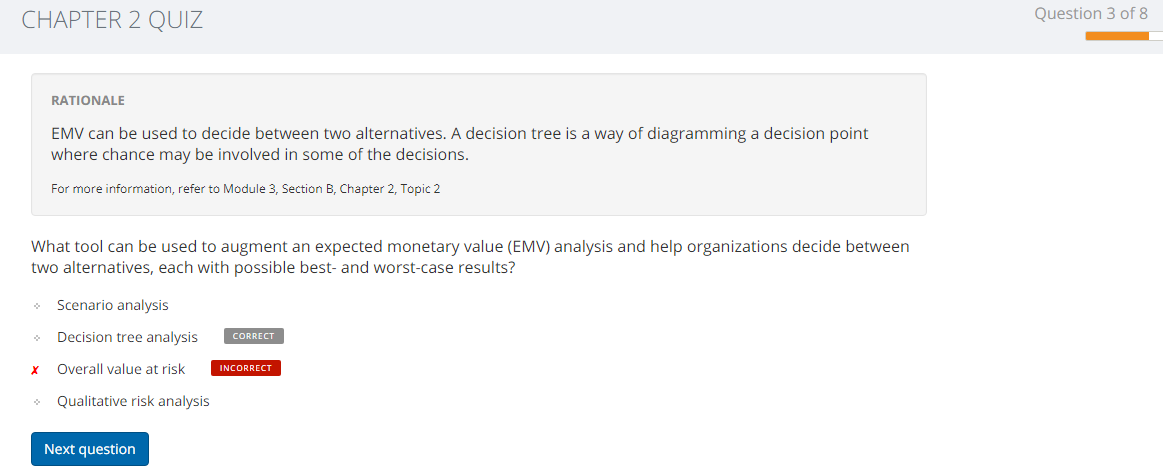 CHAPTER 2 QUIZ
Question 3 of 8
RATIONALE
EMV can be used to decide between two alternatives. A decision tree is a way of diagramming a decision point
where chance may be involved in some of the decisions.
For more information, refer to Module 3, Section B, Chapter 2, Topic 2
What tool can be used to augment an expected monetary value (EMV) analysis and help organizations decide between
two alternatives, each with possible best- and worst-case results?
Scenario analysis
Decision tree analysis CORRECT
✗ Overall value at risk INCORRECT
Qualitative risk analysis
Next question